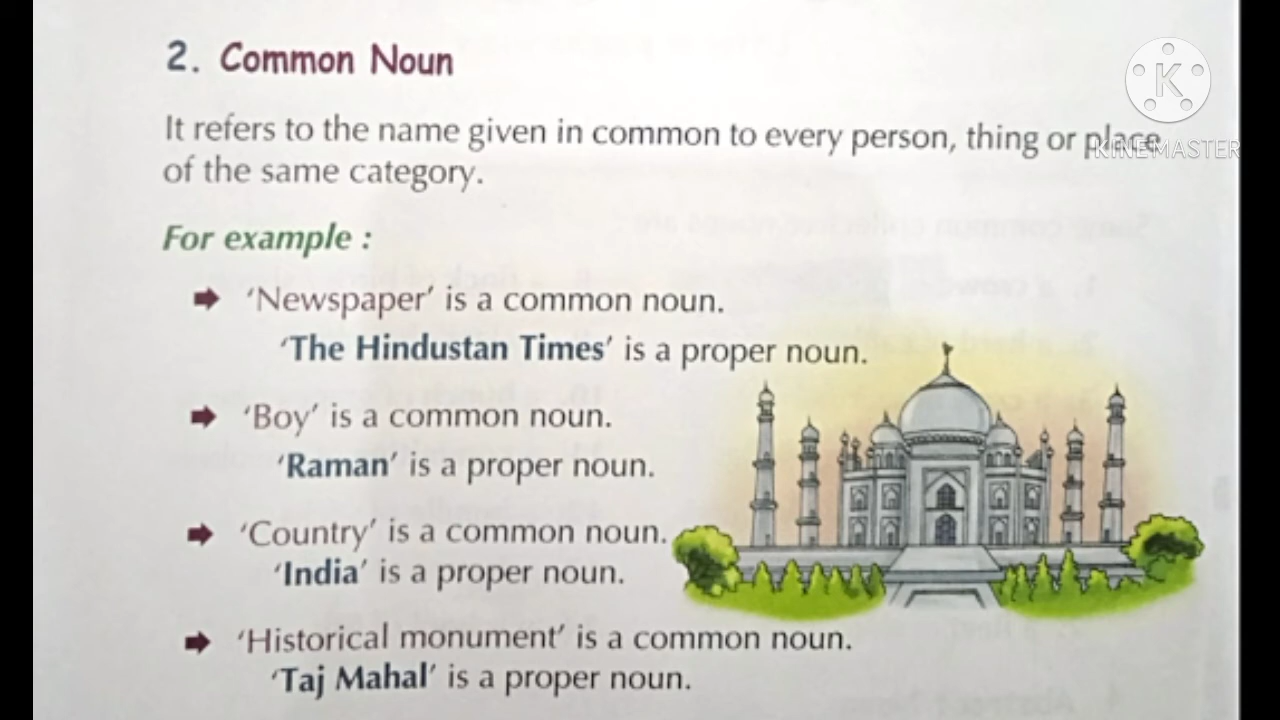 2. Common Noun
K
KINEMASTER
It refers to the name given in common to every person, thing or place
of the same category.
For example :
➡ 'Newspaper' is a common noun.
'The Hindustan Times' is a proper noun.
➡ 'Boy' is a common noun.
'Raman' is a proper noun.
➡ 'Country' is a common noun.
'India' is a proper noun.
➡ 'Historical monument' is a common noun.
'Taj Mahal' is a proper noun.